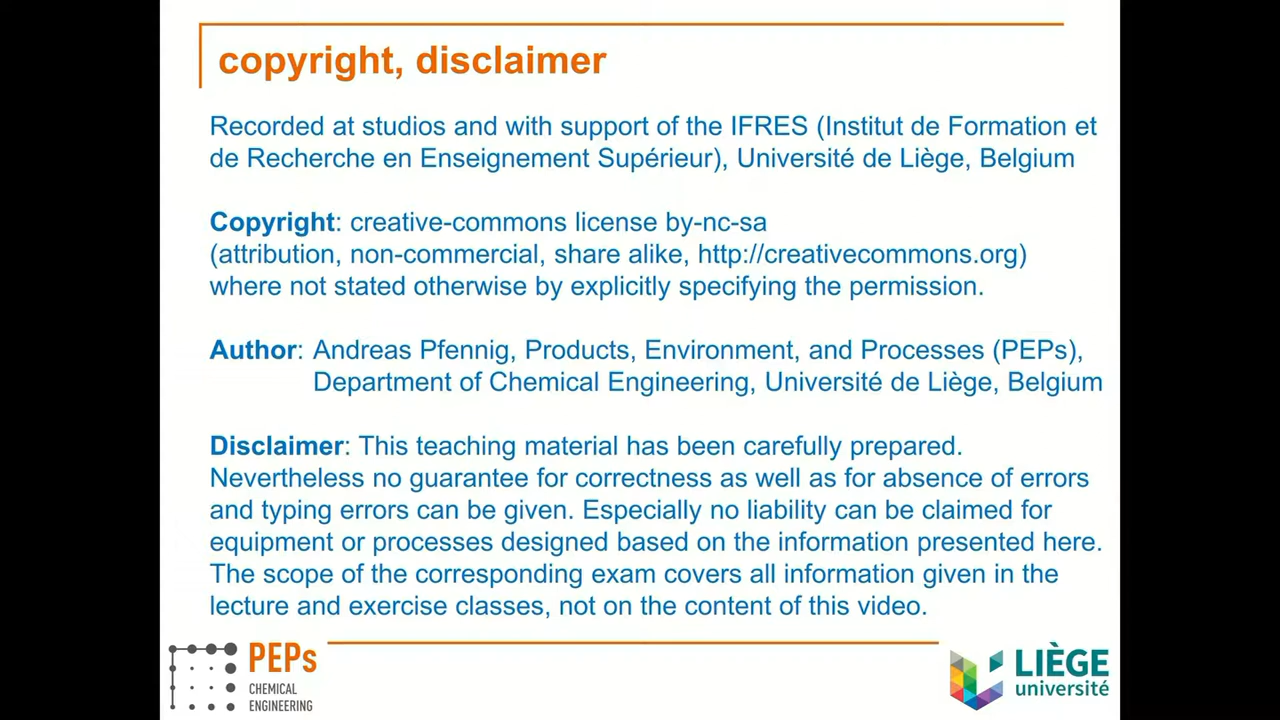 copyright, disclaimer
Recorded at studios and with support of the IFRES (Institut de Formation et
de Recherche en Enseignement Supérieur), Université de Liège, Belgium
Copyright: creative-commons license by-nc-sa
(attribution, non-commercial, share alike, http://creativecommons.org)
where not stated otherwise by explicitly specifying the permission.
Author: Andreas Pfennig, Products, Environment, and Processes (PEPs),
Department of Chemical Engineering, Université de Liège, Belgium
Disclaimer: This teaching material has been carefully prepared.
Nevertheless no guarantee for correctness as well as for absence of errors
and typing errors can be given. Especially no liability can be claimed for
equipment or processes designed based on the information presented here.
The scope of the corresponding exam covers all information given in the
lecture and exercise classes, not on the content of this video.
PEPs
CHEMICAL
ENGINEERING
LIÈGE
université